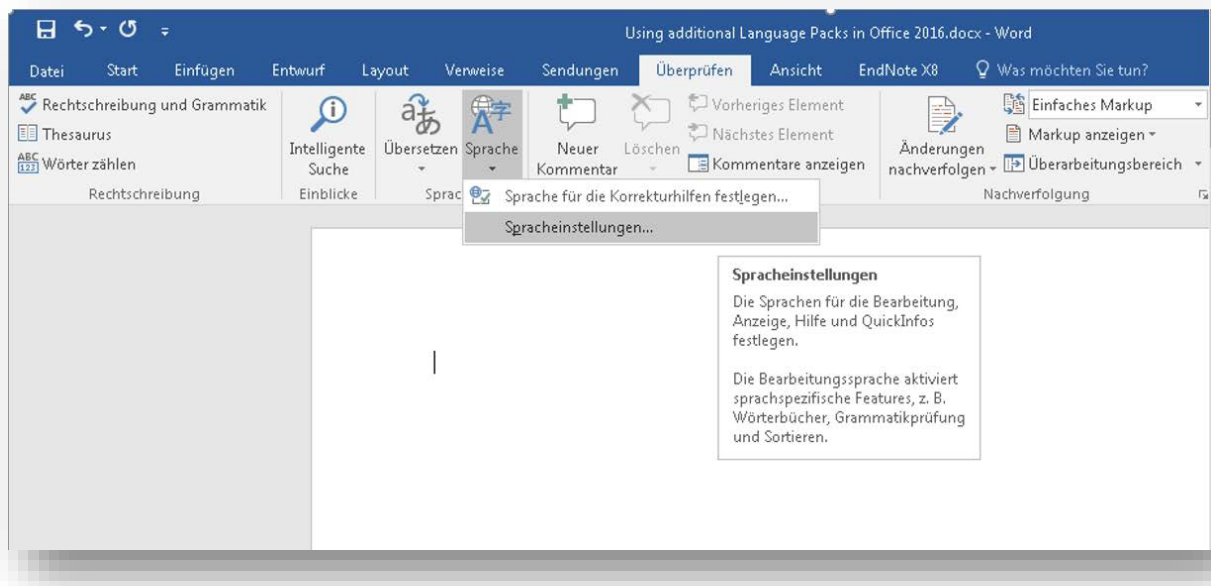 Using additional Language Packs in Office 2016.docx - Word
Datei Start Einfügen Entwurf Layout Verweise Sendungen Überprüfen Ansicht EndNote X8 Was möchten Sie tun?
ABC Rechtschreibung und Grammatik
Thesaurus
ABC 123 Wörter zählen
Rechtschreibung
Intelligente
Suche
Einblicke
Übersetzen
Sprache
Sprac
Neuer
Kommentar
Löschen
Vorheriges Element
Nächstes Element
Kommentare anzeigen
Änderungen
nachverfolgen
Einfaches Markup
Markup anzeigen
Überarbeitungsbereich
Nachverfolgung
Sprache für die Korrekturhilfen festlegen...
Spracheinstellungen...
Spracheinstellungen
Die Sprachen für die Bearbeitung,
Anzeige, Hilfe und QuickInfos
festlegen.
Die Bearbeitungssprache aktiviert
sprachspezifische Features, z. B.
Wörterbücher, Grammatikprüfung
und Sortieren.